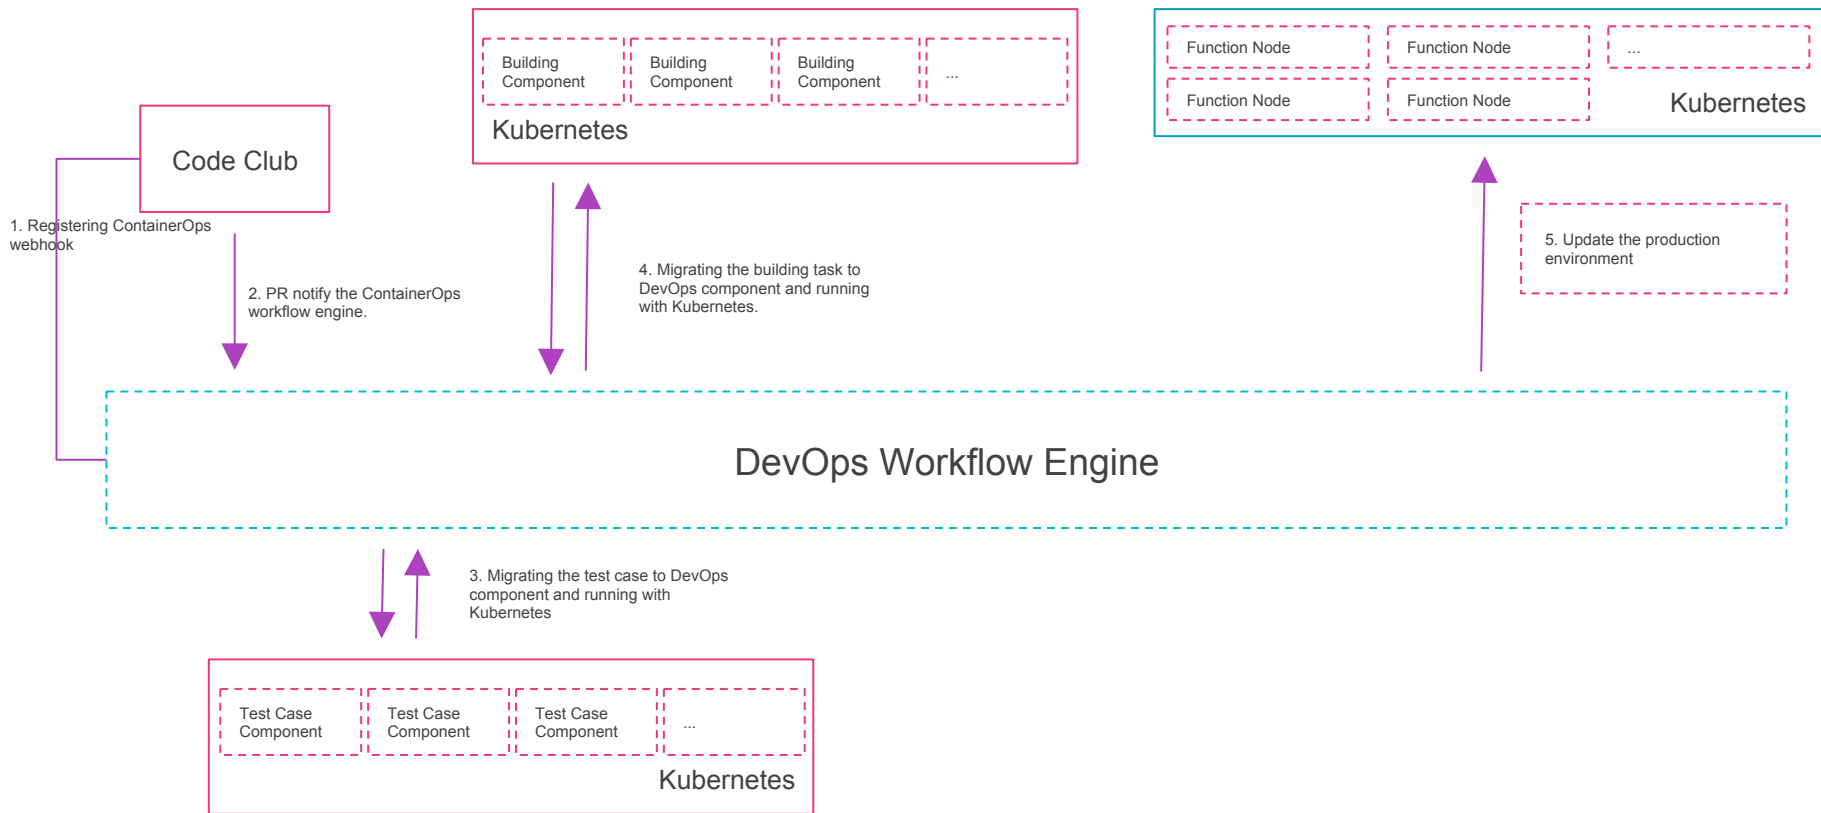 Building
Component
Building
Component
Building
Component
...
Kubernetes
Function Node
Function Node
...
Function Node
Function Node
Kubernetes
Code Club
1. Registering ContainerOps
webhook
2. PR notify the ContainerOps
workflow engine.
4. Migrating the building task to
DevOps component and running
with Kubernetes.
5. Update the production
environment
DevOps Workflow Engine
3. Migrating the test case to DevOps
component and running with
Kubernetes
Test Case
Component
Test Case
Component
Test Case
Component
...
Kubernetes